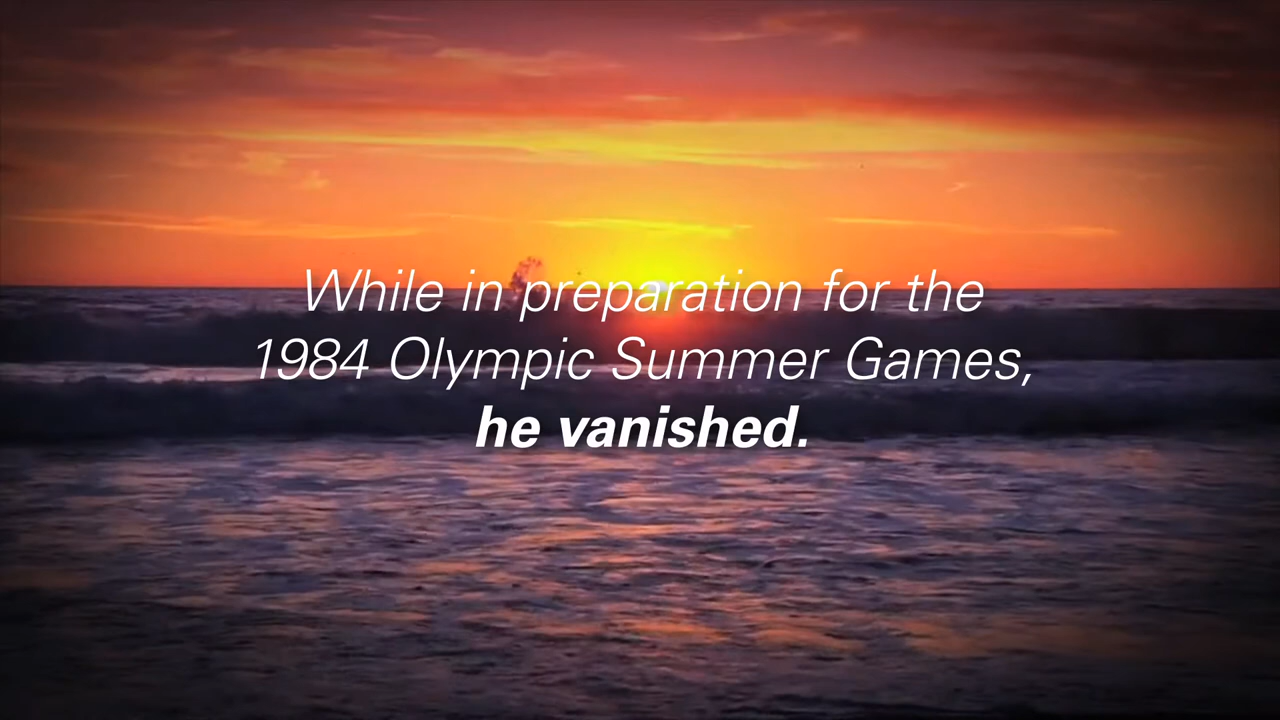 While in preparation for the
1984 Olympic Summer Games,
he vanished.